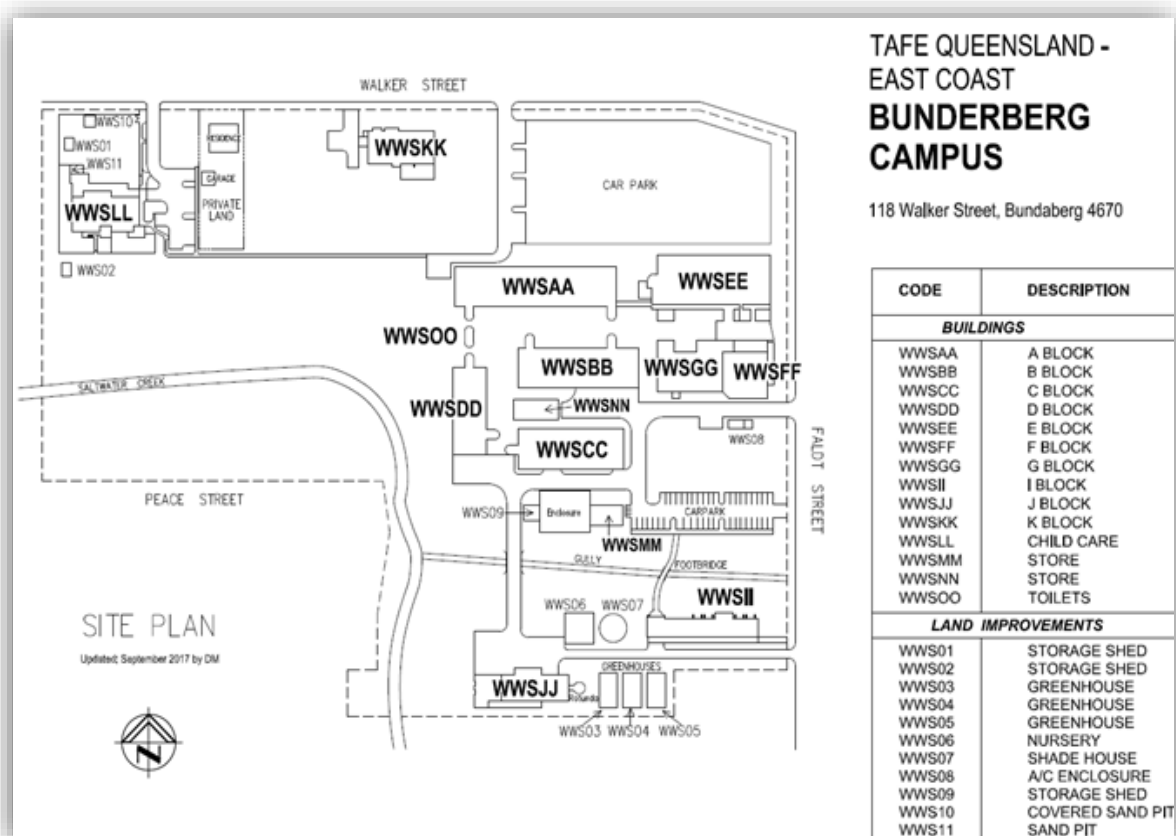 TAFE QUEENSLAND -
EAST COAST
BUNDERBERG
CAMPUS
118 Walker Street, Bundaberg 4670
WALKER STREET
WWS10
WWS01
WWS11
WWSLL
WWS02
RESIDENCE
GARAGE
PRIVATE
LAND
WWSKK
CAR PARK
WWSAA
WWSEE
WWSOO
WWSBB
WWSGG
WWSFF
WWSDD
WWSNN
WWSCC
WWS08
SALTWATER CREEK
PEACE STREET
FALDT STREET
WWS09
Enclosure
CARPARK
WWSMM
GULLY
FOOTBRIDGE
WWS06
WWS07
WWSII
GREENHOUSES
WWSJJ
WWS03
WWS04
WWS05
SITE PLAN
Updated: September 2017 by DM
N
CODE DESCRIPTION
BUILDINGS
WWSAA A BLOCK
WWSBB B BLOCK
WWSCC C BLOCK
WWSDD D BLOCK
WWSEE E BLOCK
WWSFF F BLOCK
WWSGG G BLOCK
WWSII I BLOCK
WWSJJ J BLOCK
WWSKK K BLOCK
WWSLL CHILD CARE
WWSMM STORE
WWSNN STORE
WWSOO TOILETS
LAND IMPROVEMENTS
WWS01 STORAGE SHED
WWS02 STORAGE SHED
WWS03 GREENHOUSE
WWS04 GREENHOUSE
WWS05 GREENHOUSE
WWS06 NURSERY
WWS07 SHADE HOUSE
WWS08 A/C ENCLOSURE
WWS09 STORAGE SHED
WWS10 COVERED SAND PIT
WWS11 SAND PIT